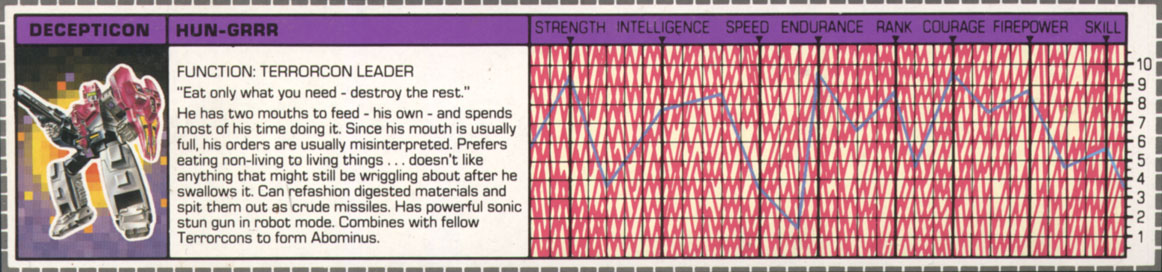 DECEPTICON
HUN-GRRR
FUNCTION: TERRORCON LEADER
"Eat only what you need - destroy the rest."
He has two mouths to feed - his own - and spends
most of his time doing it. Since his mouth is usually
full, his orders are usually misinterpreted. Prefers
eating non-living to living things . . . doesn't like
anything that might still be wriggling about after he
swallows it. Can refashion digested materials and
spit them out as crude missiles. Has powerful sonic
stun gun in robot mode. Combines with fellow
Terrorcons to form Abominus.
STRENGTH INTELLIGENCE SPEED ENDURANCE RANK COURAGE FIREPOWER SKILL
10
9
8
7
6
5
4
3
2
1